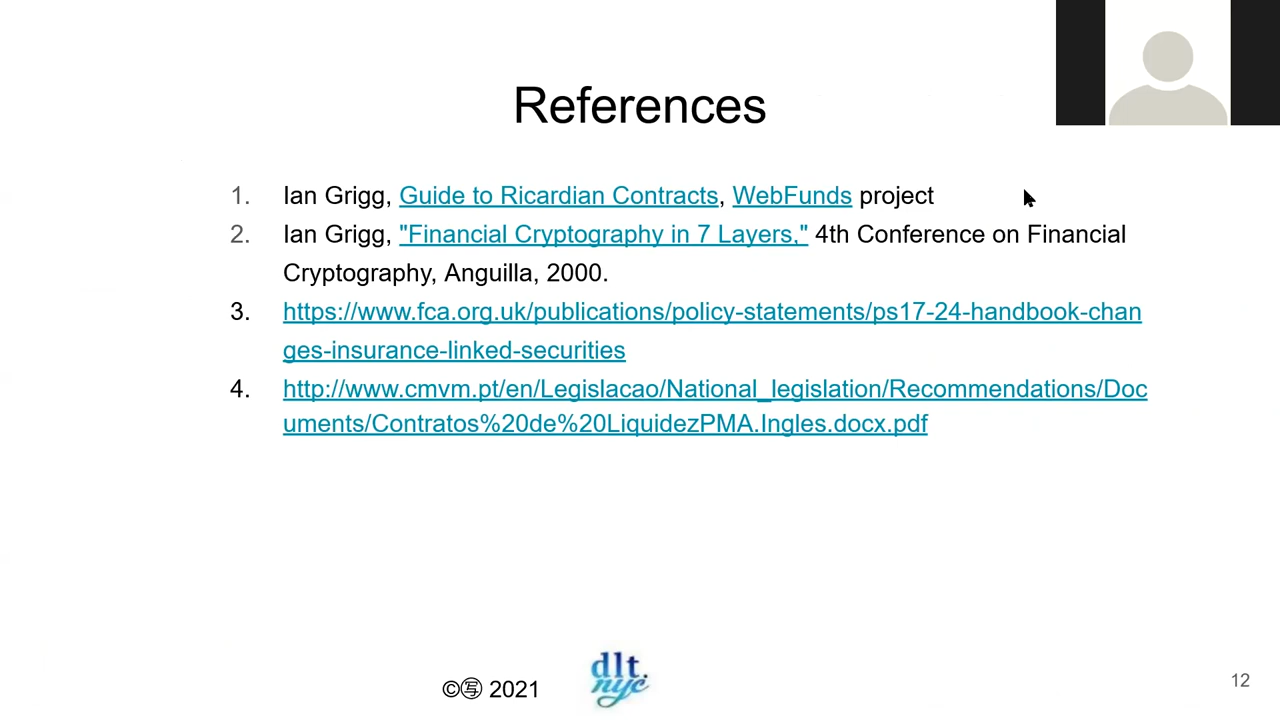 References
1. Ian Grigg, Guide to Ricardian Contracts, WebFunds project
2. Ian Grigg, "Financial Cryptography in 7 Layers," 4th Conference on Financial
Cryptography, Anguilla, 2000.
3. https://www.fca.org.uk/publications/policy-statements/ps17-24-handbook-chan
ges-insurance-linked-securities
4. http://www.cmvm.pt/en/Legislacao/National_legislation/Recommendations/Doc
uments/Contratos%20de%20LiquidezPMA.Ingles.docx.pdf
©㊢ 2021
dlt.
nyc
12